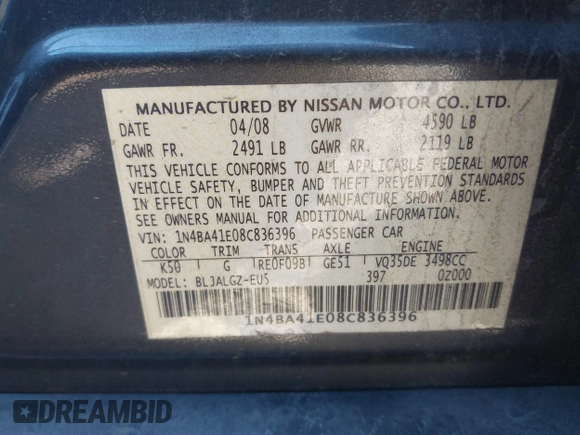 MANUFACTURED BY NISSAN MOTOR CO., LTD.
DATE 04/08 GVWR 4590 LB
GAWR FR. 2491 LB GAWR RR. 2119 LB
THIS VEHICLE CONFORMS TO ALL APPLICABLE FEDERAL MOTOR
VEHICLE SAFETY, BUMPER AND THEFT PREVENTION STANDARDS
IN EFFECT ON THE DATE OF MANUFACTURE SHOWN ABOVE.
SEE OWNERS MANUAL FOR ADDITIONAL INFORMATION.
VIN: 1N4BA41E08C836396 PASSENGER CAR
COLOR TRIM TRANS AXLE ENGINE
K50 G RE0F09B GE51 VQ35DE 3498CC
MODEL: BLJALGZ-EUS 397 0Z000
1N4BA41E08C836396
DREAMBID